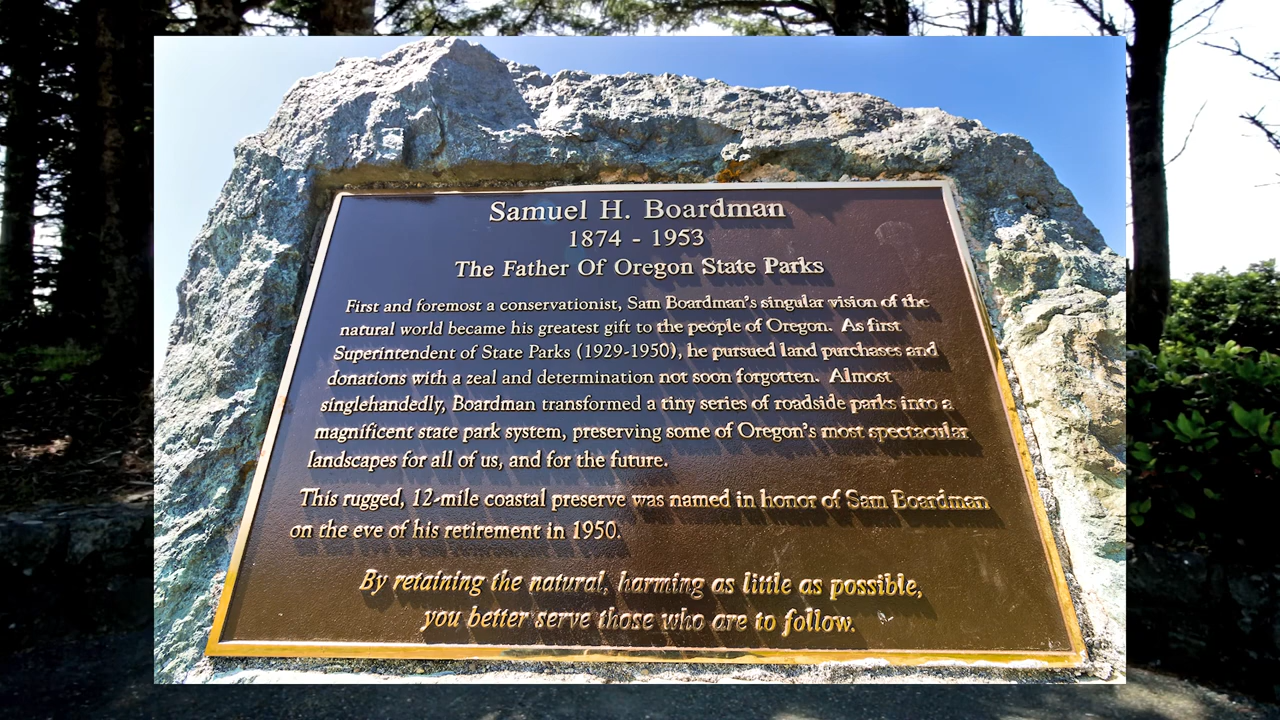 Samuel H. Boardman
1874 - 1953
The Father Of Oregon State Parks
First and foremost a conservationist, Sam Boardman's singular vision of the
natural world became his greatest gift to the people of Oregon. As first
Superintendent of State Parks (1929-1950), he pursued land purchases and
donations with a zeal and determination not soon forgotten. Almost
singlehandedly, Boardman transformed a tiny series of roadside parks into a
magnificent state park system, preserving some of Oregon's most spectacular
landscapes for all of us, and for the future.
This rugged, 12-mile coastal preserve was named in honor of Sam Boardman
on the eve of his retirement in 1950.
By retaining the natural, harming as little as possible,
you better serve those who are to follow.